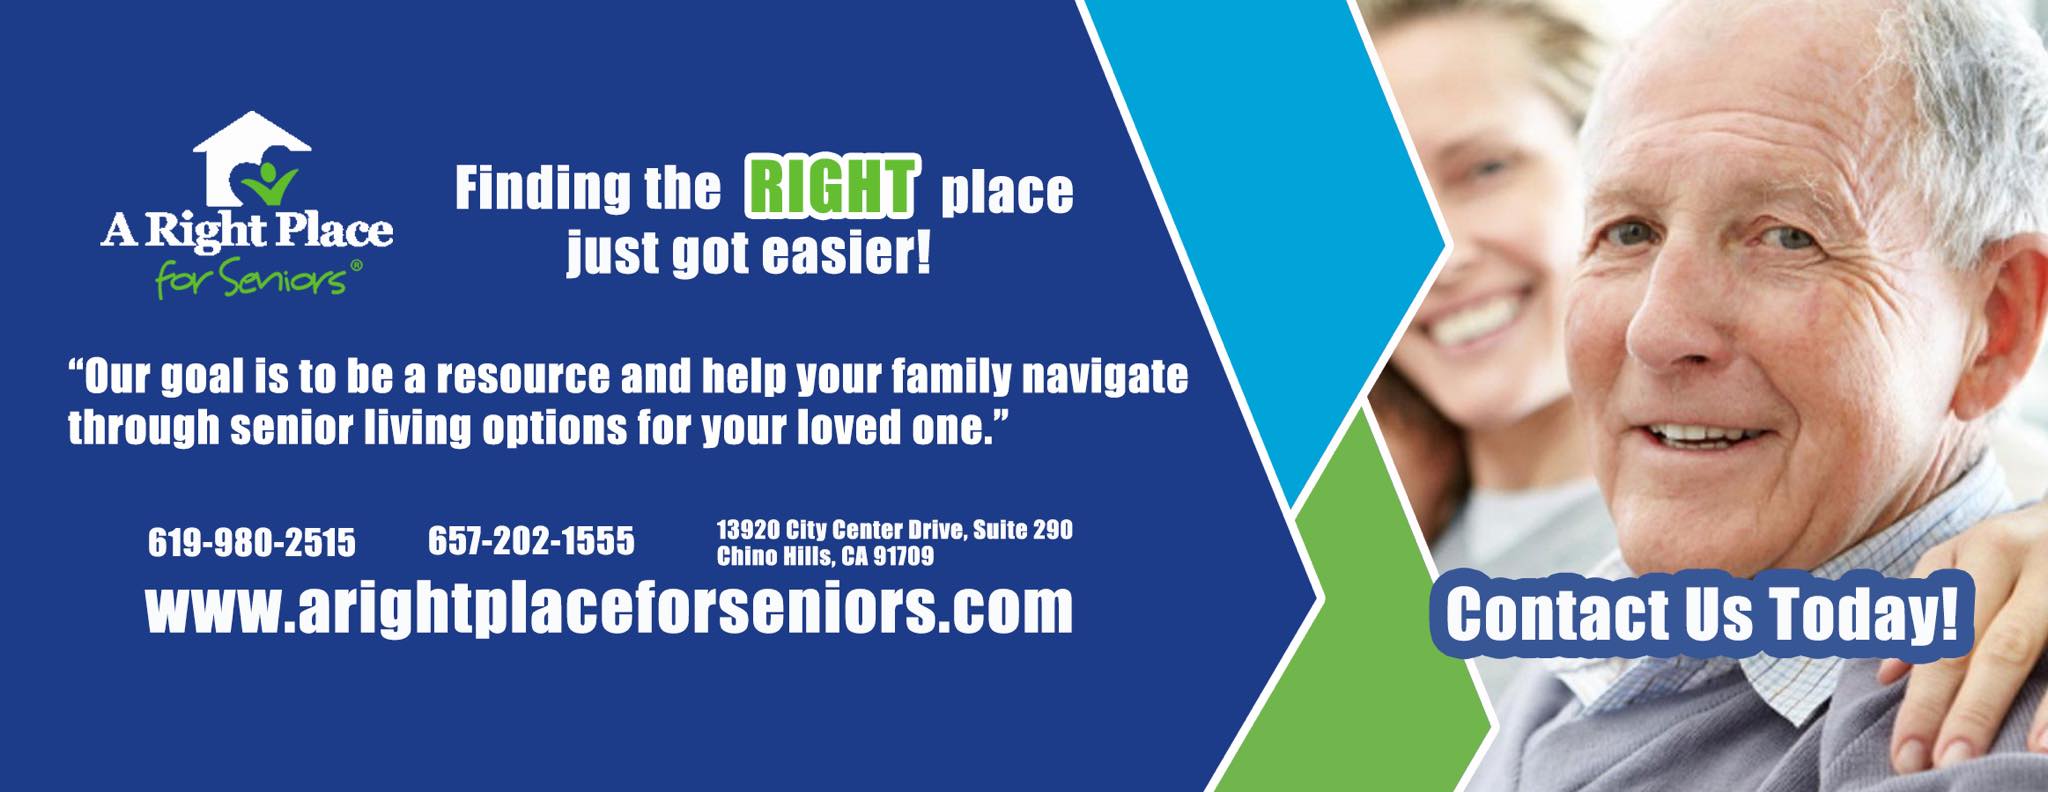 A Right Place
for Seniors®
Finding the RIGHT place
just got easier!
“Our goal is to be a resource and help your family navigate
through senior living options for your loved one.”
619-980-2515
657-202-1555
13920 City Center Drive, Suite 290
Chino Hills, CA 91709
www.arightplaceforseniors.com
Contact Us Today!